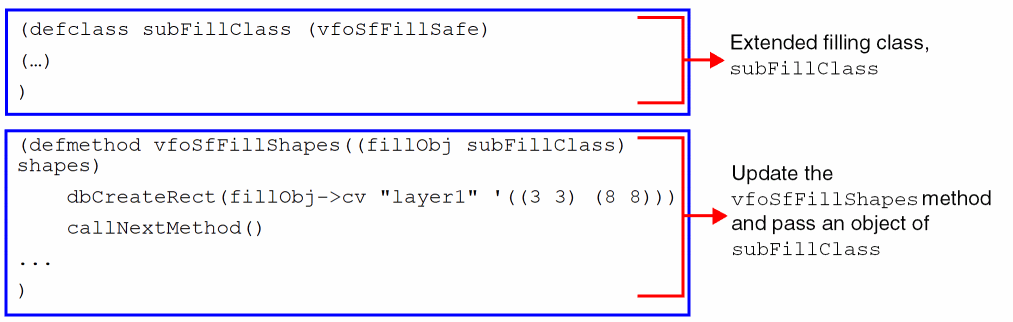 (defclass subFillClass (vfoSfFillSafe)
(…)
)
Extended filling class,
subFillClass
(defmethod vfoSfFillShapes((fillObj subFillClass)
shapes)
dbCreateRect(fillObj->cv "layer1" '((3 3) (8 8)))
callNextMethod()
...
)
Update the
vfoSfFillShapes method
and pass an object of
subFillClass